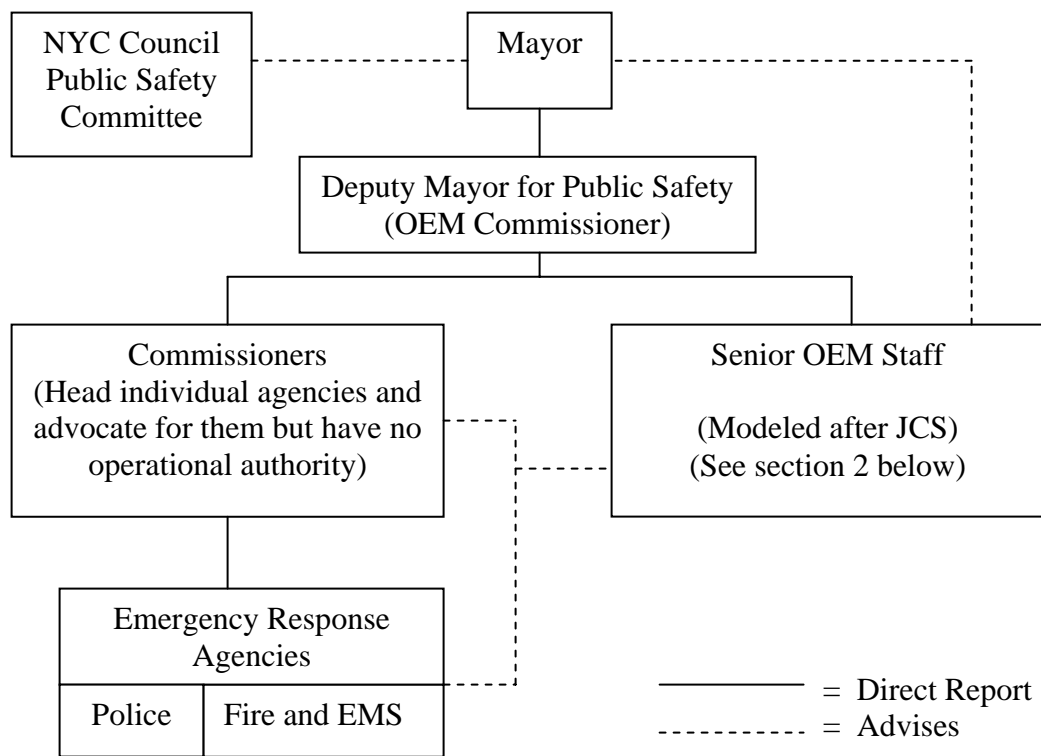 NYC Council
Public Safety
Committee
Mayor
Deputy Mayor for Public Safety
(OEM Commissioner)
Commissioners
(Head individual agencies and
advocate for them but have no
operational authority)
Senior OEM Staff
(Modeled after JCS)
(See section 2 below)
Emergency Response
Agencies
Police
Fire and EMS
= Direct Report
= Advises